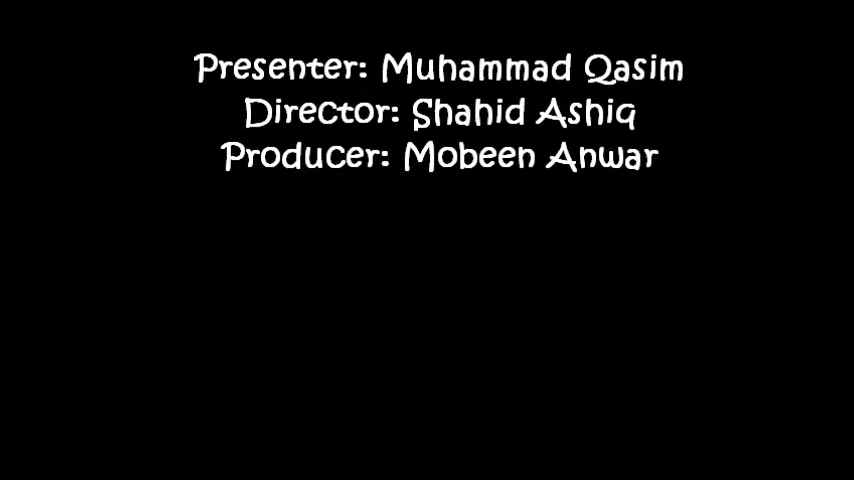 Presenter: Muhammad Qasim
Director: Shahid Ashiq
Producer: Mobeen Anwar